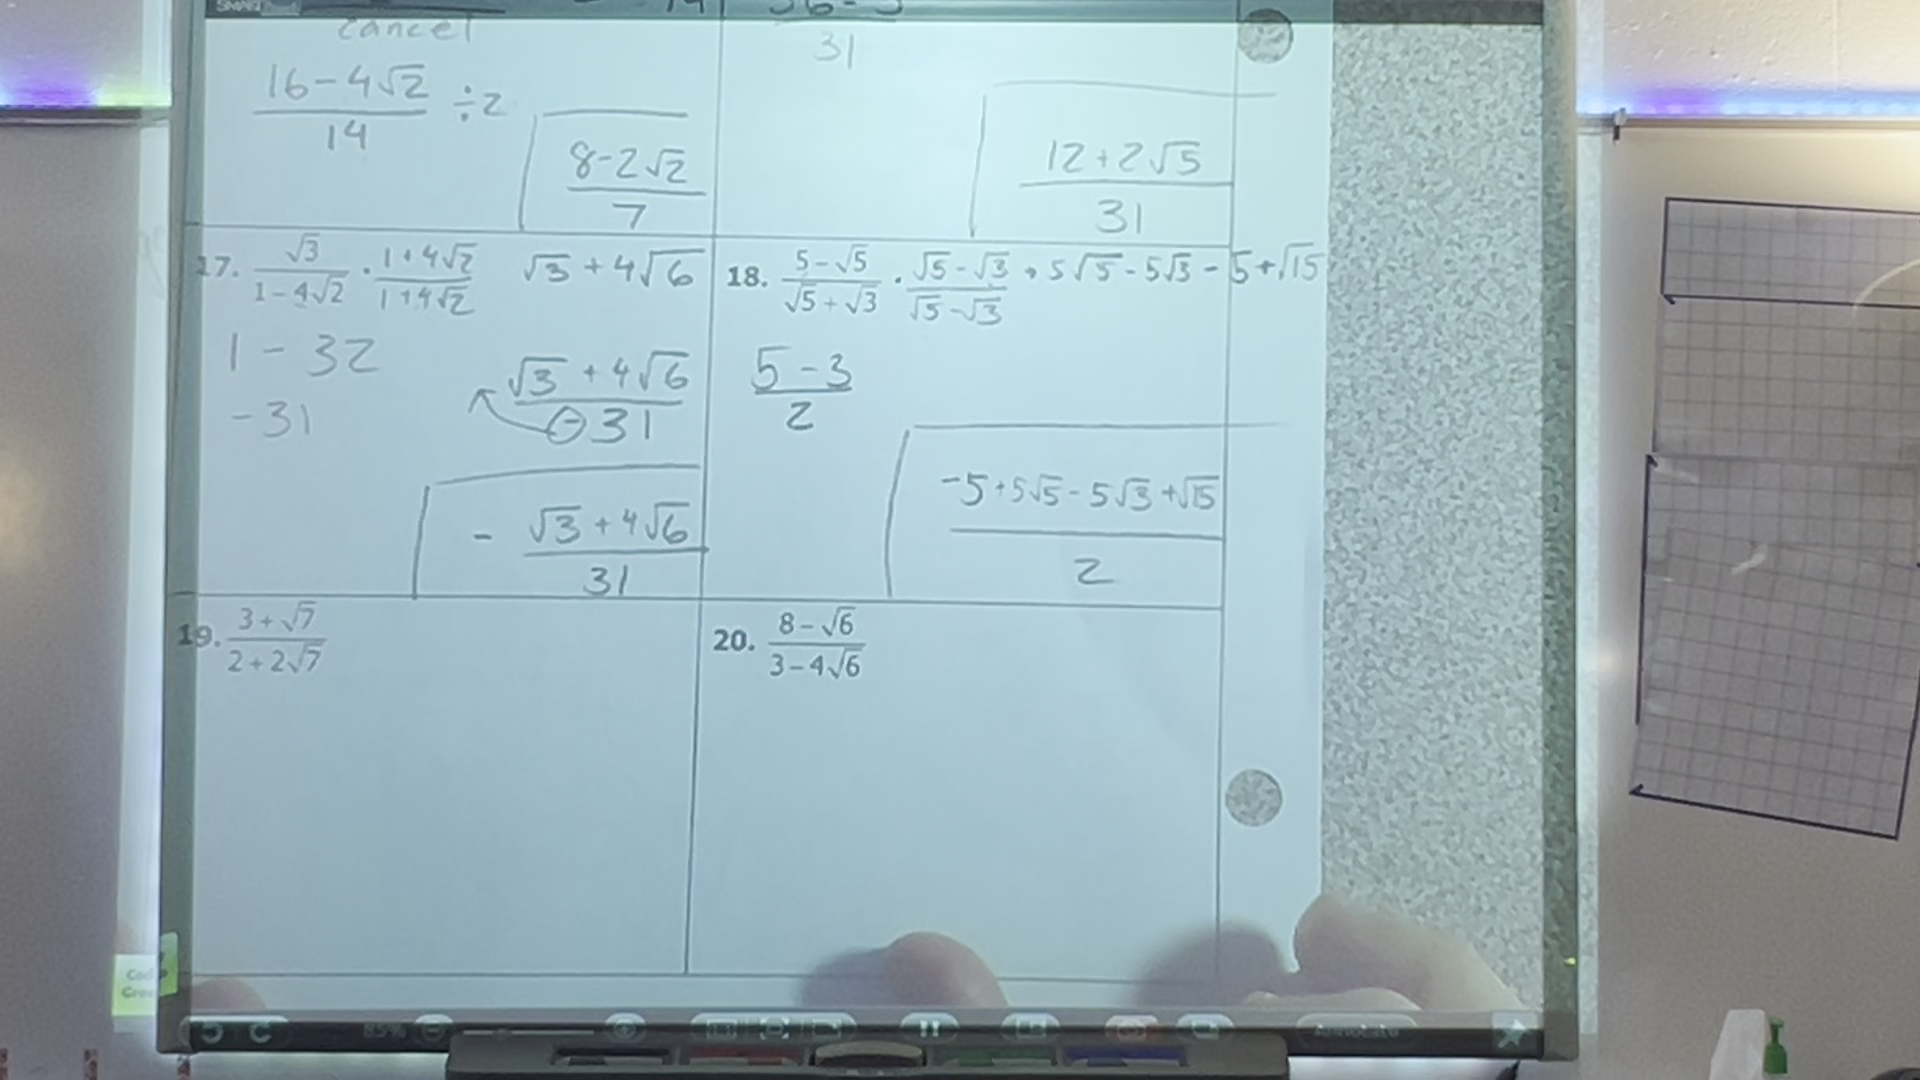 SMART
cancel
31
16-4√2 / 14 ÷2
8-2√2 / 7
12+2√5 / 31
17. √3 / 1-4√2 · 1+4√2 / 1+4√2 √3+4√6
1-32
-31
√3+4√6 / -31
- √3+4√6 / 31
18. 5-√5 / √5+√3 · √5-√3 / √5-√3 → 5√5-5√3-5+√15
5-3 / 2
-5+5√5-5√3+√15 / 2
19. 3+√7 / 2+2√7
20. 8-√6 / 3-4√6
85%
Annotate